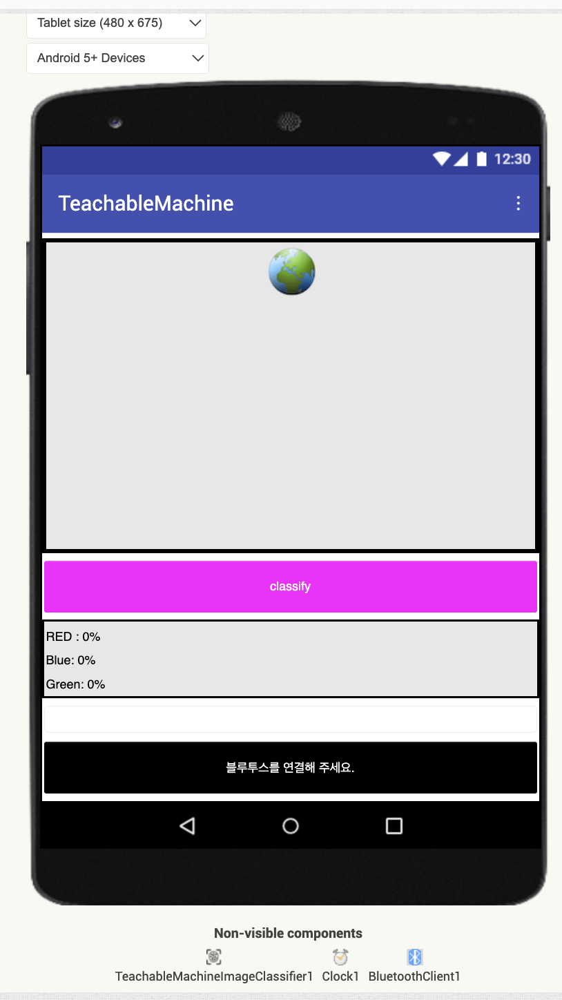 Tablet size (480 x 675)
Android 5+ Devices
12:30
TeachableMachine
classify
RED : 0%
Blue: 0%
Green: 0%
블루투스를 연결해 주세요.
Non-visible components
TeachableMachineImageClassifier1 Clock1 BluetoothClient1